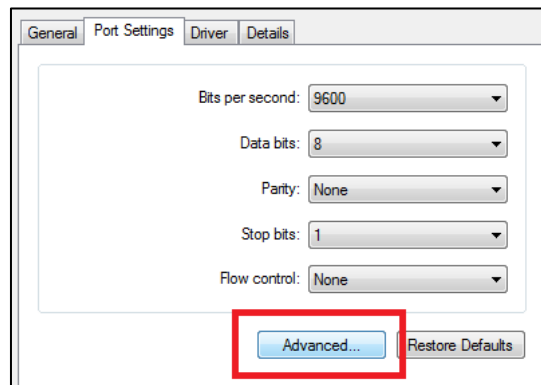 General Port Settings Driver Details
Bits per second: 9600
Data bits: 8
Parity: None
Stop bits: 1
Flow control: None
Advanced... Restore Defaults